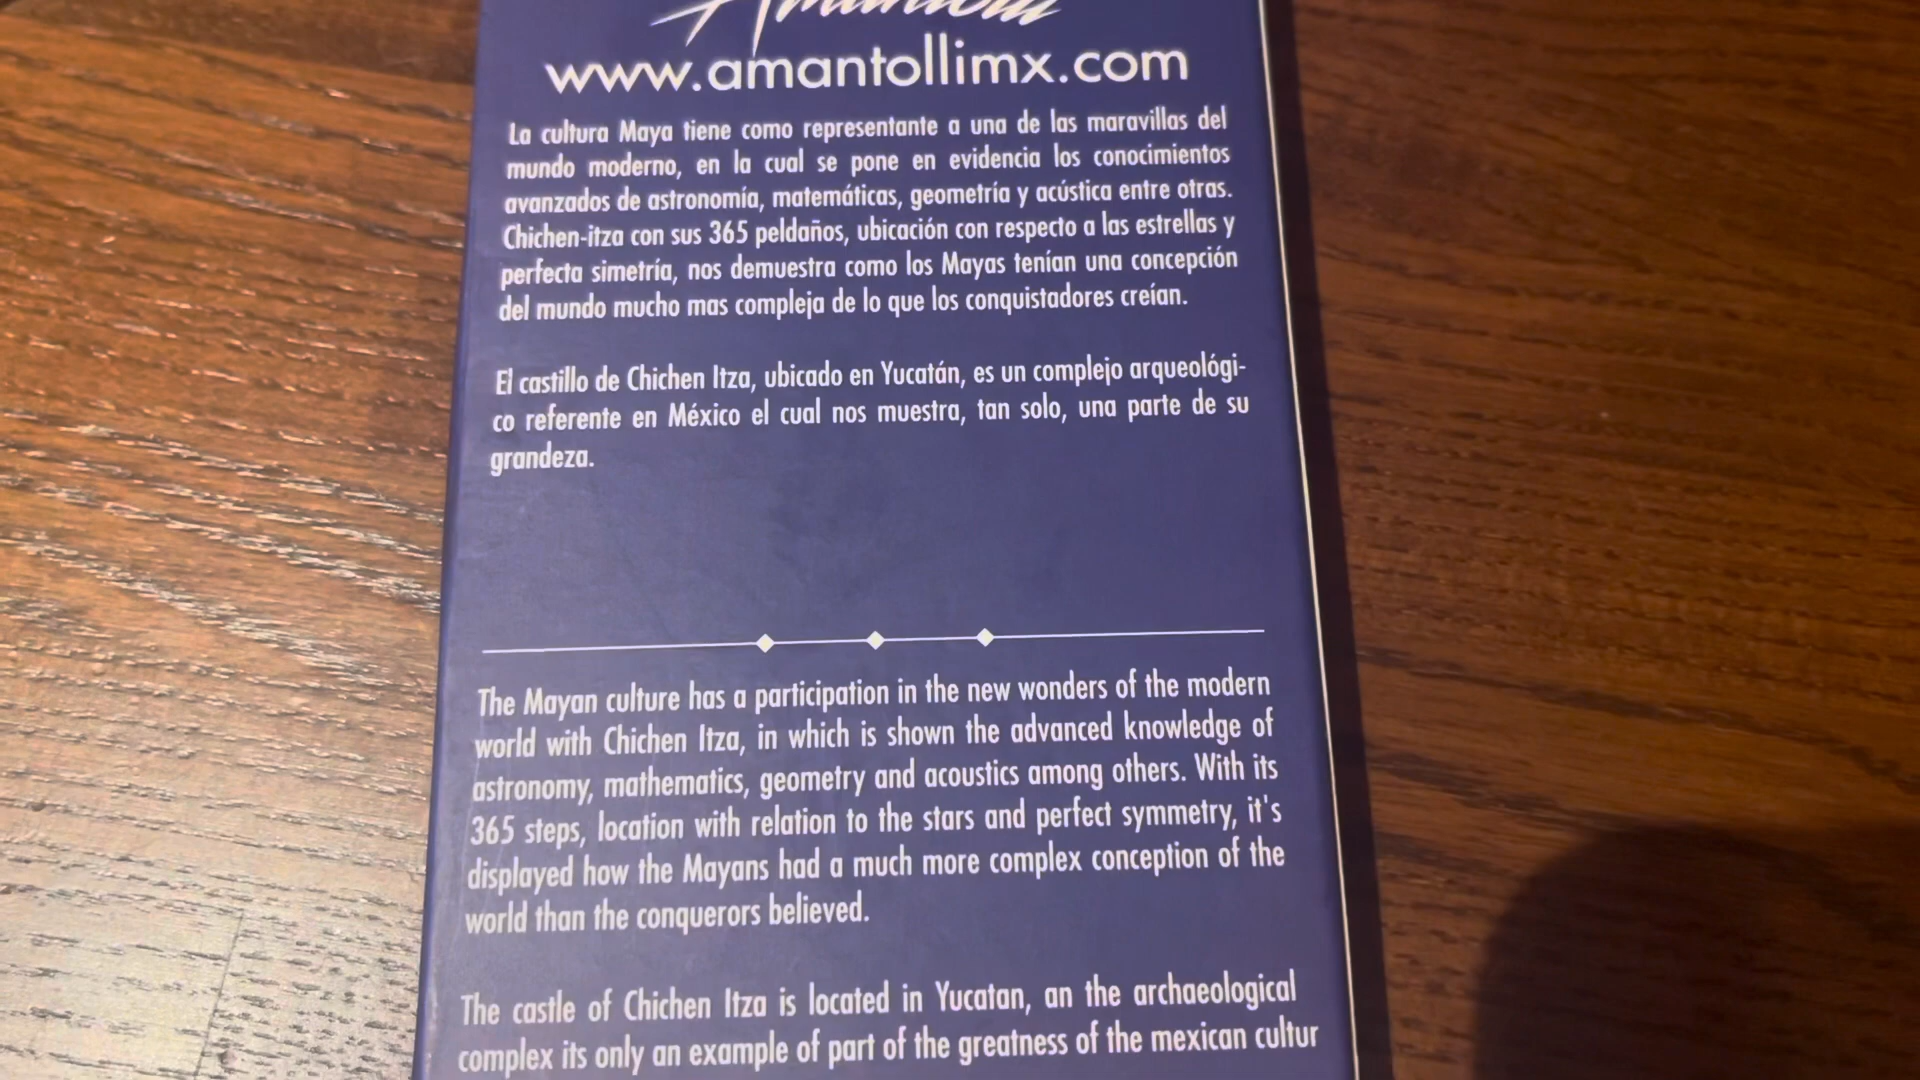 Amantolli
www.amantollimx.com
La cultura Maya tiene como representante a una de las maravillas del
mundo moderno, en la cual se pone en evidencia los conocimientos
avanzados de astronomía, matemáticas, geometría y acústica entre otras.
Chichen-itza con sus 365 peldaños, ubicación con respecto a las estrellas y
perfecta simetría, nos demuestra como los Mayas tenían una concepción
del mundo mucho mas compleja de lo que los conquistadores creían.
El castillo de Chichen Itza, ubicado en Yucatán, es un complejo arqueológi-
co referente en México el cual nos muestra, tan solo, una parte de su
grandeza.
The Mayan culture has a participation in the new wonders of the modern
world with Chichen Itza, in which is shown the advanced knowledge of
astronomy, mathematics, geometry and acoustics among others. With its
365 steps, location with relation to the stars and perfect symmetry, it's
displayed how the Mayans had a much more complex conception of the
world than the conquerors believed.
The castle of Chichen Itza is located in Yucatan, an the archaeological
complex its only an example of part of the greatness of the mexican cultur